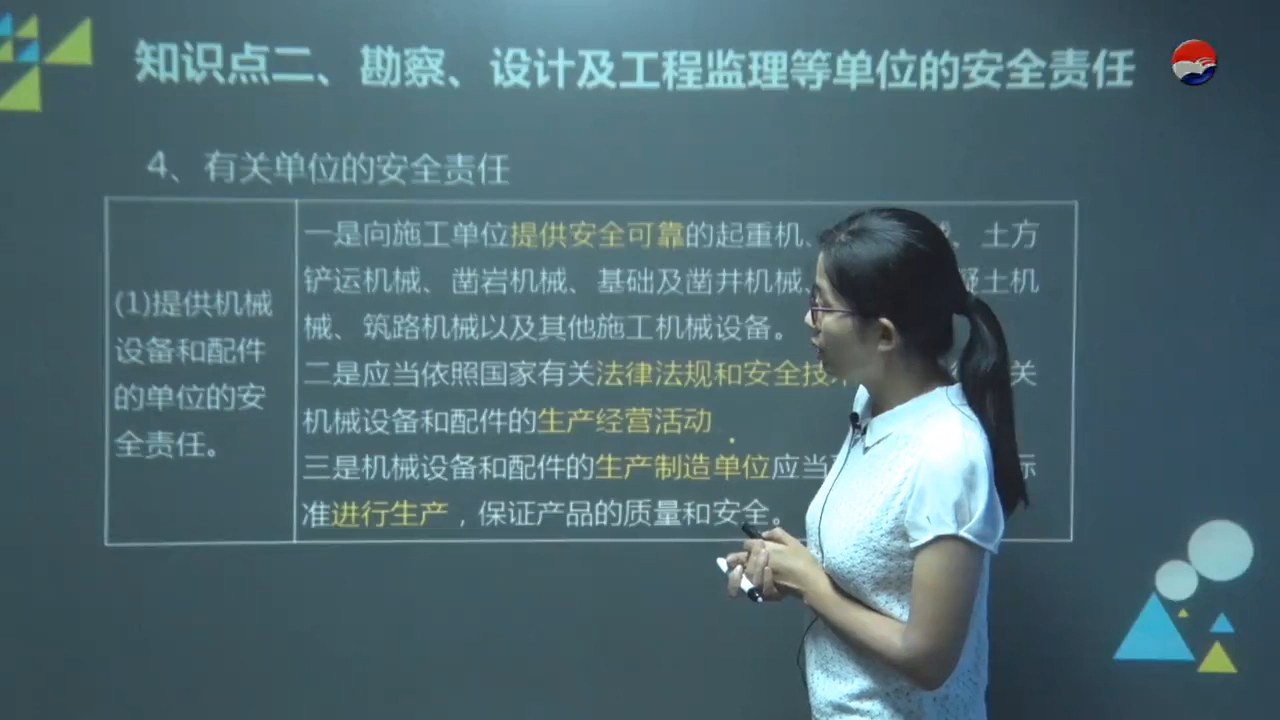 知识点二、勘察、设计及工程监理等单位的安全责任
4、有关单位的安全责任
(1)提供机械
设备和配件
的单位的安
全责任。
一是向施工单位提供安全可靠的起重机、 、土方
铲运机械、凿岩机械、基础及凿井机械、 凝土机
械、筑路机械以及其他施工机械设备。
二是应当依照国家有关法律法规和安全技 关
机械设备和配件的生产经营活动
三是机械设备和配件的生产制造单位应当 标
准进行生产，保证产品的质量和安全。